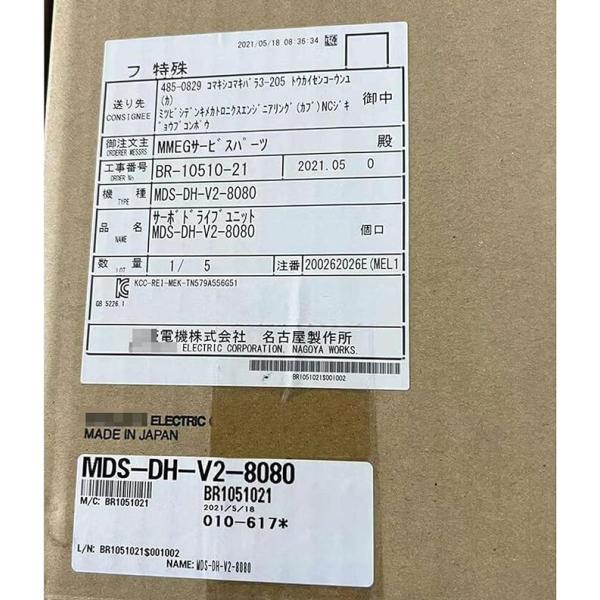 2021/05/18 08:36:34
フ 特殊
送り先
CONSIGNEE
485-0829 コマキシコマキバラ3-205 トウカイセンコーウンユ
(カ)
ミツビシデンキメカトロニクスエンジニアリング(カブ)NCジギ
ョウブコンポウ
御中
御注文主
ORDERER MESSRS
MMEGサービスパーツ
殿
工事番号
ORDER No
BR-10510-21
2021.05 0
機 種
TYPE
MDS-DH-V2-8080
品 名
NAME
サーボドライブユニット
MDS-DH-V2-8080
個口
数 量
LOT
1/ 5
注番
200262026E(MEL1
KCC-REI-MEK-TN579A556G51
GB 5226.1
電機株式会社 名古屋製作所
ELECTRIC CORPORATION, NAGOYA WORKS.
BR1051021S001002
ELECTRIC
MADE IN JAPAN
MDS-DH-V2-8080
M/C: BR1051021
BR1051021
2021/5/18
010-617*
L/N: BR1051021S001002
NAME: MDS-DH-V2-8080